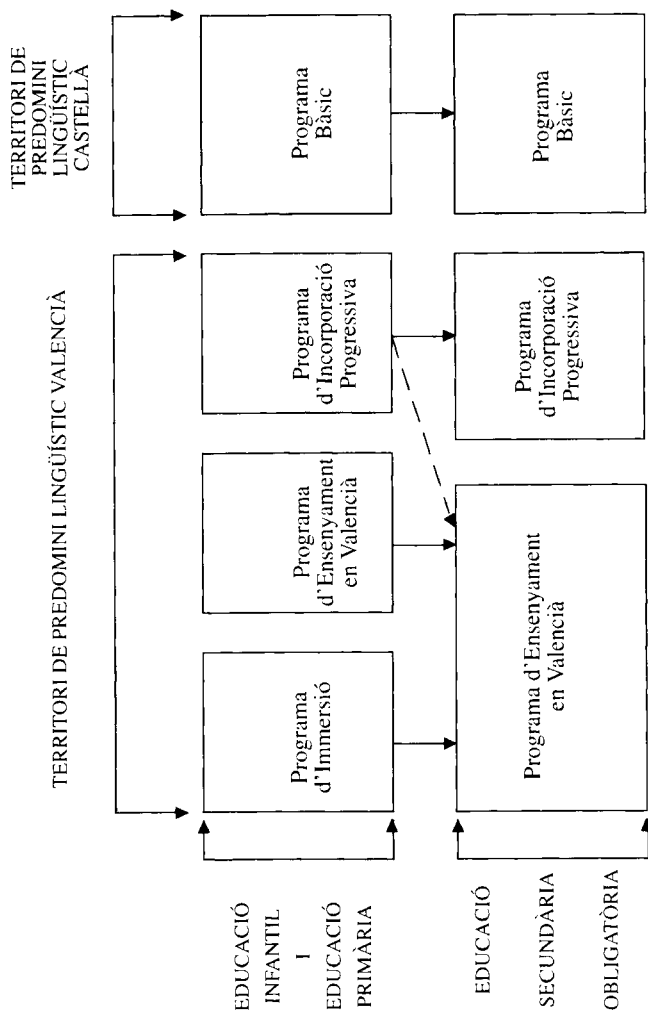 TERRITORI DE PREDOMINI LINGÜÍSTIC VALENCIÀ
TERRITORI DE
PREDOMINI
LINGÜÍSTIC
CASTELLÀ
EDUCACIÓ
INFANTIL
I
EDUCACIÓ
PRIMÀRIA
Programa
d'Immersió
Programa
d'Ensenyament
en Valencià
Programa
d'Incorporació
Progressiva
Programa
Bàsic
EDUCACIÓ
SECUNDÀRIA
OBLIGATÒRIA
Programa d'Ensenyament
en Valencià
Programa
d'Incorporació
Progressiva
Programa
Bàsic